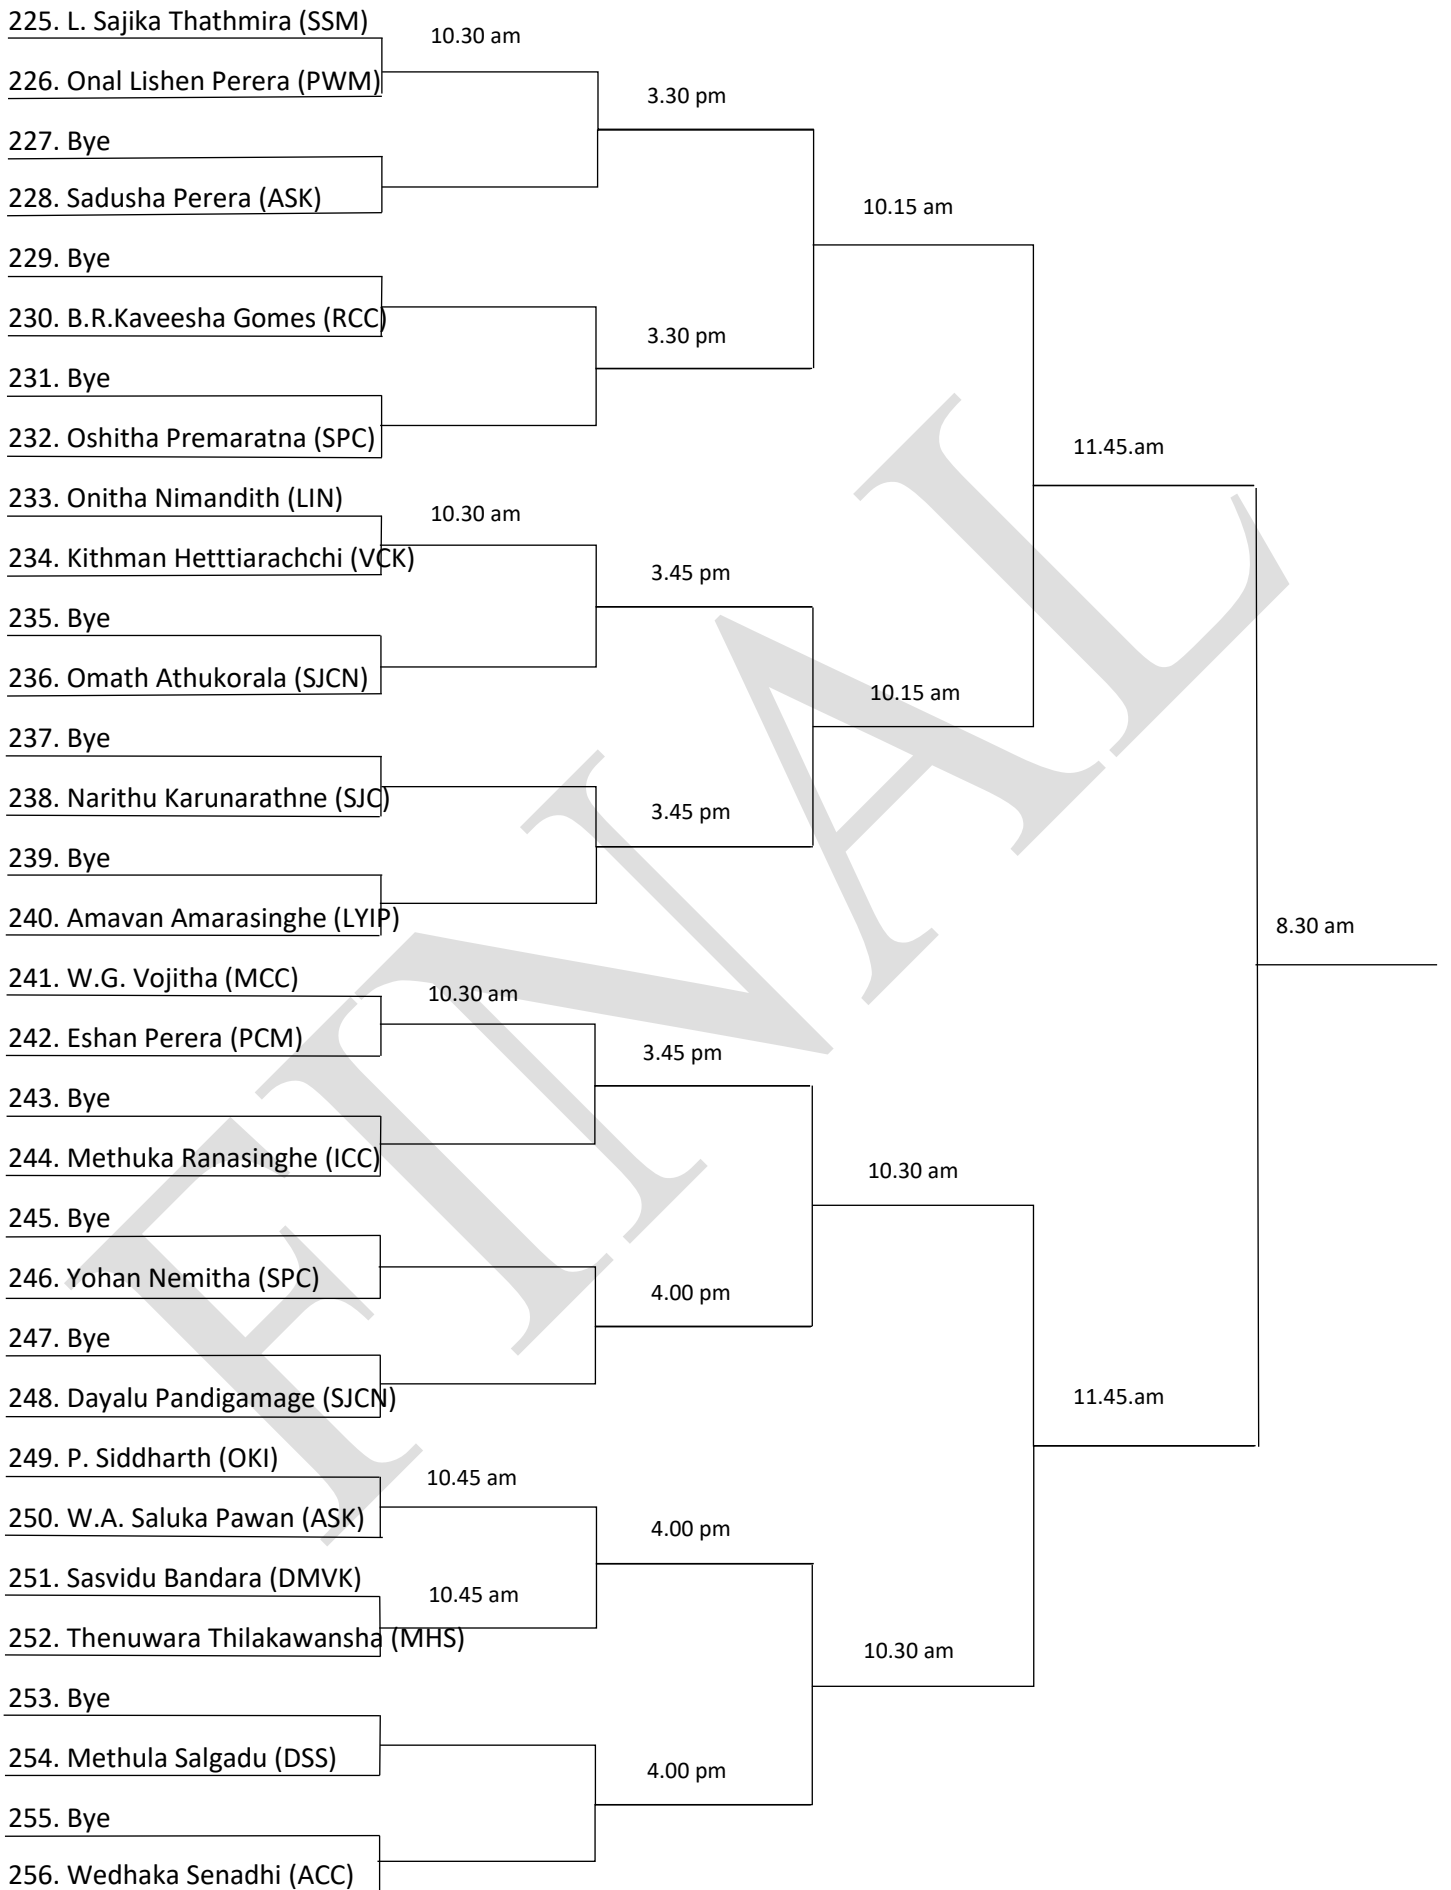 225. L. Sajika Thathmira (SSM)
10.30 am
226. Onal Lishen Perera (PWM)
3.30 pm
227. Bye
228. Sadusha Perera (ASK)
10.15 am
229. Bye
230. B.R.Kaveesha Gomes (RCC)
3.30 pm
231. Bye
232. Oshitha Premaratna (SPC)
11.45.am
233. Onitha Nimandith (LIN)
10.30 am
234. Kithman Hetttiarachchi (VCK)
3.45 pm
235. Bye
236. Omath Athukorala (SJCN)
10.15 am
237. Bye
238. Narithu Karunarathne (SJC)
3.45 pm
239. Bye
240. Amavan Amarasinghe (LYIP)
8.30 am
241. W.G. Vojitha (MCC)
10.30 am
242. Eshan Perera (PCM)
3.45 pm
243. Bye
244. Methuka Ranasinghe (ICC)
10.30 am
245. Bye
246. Yohan Nemitha (SPC)
4.00 pm
247. Bye
248. Dayalu Pandigamage (SJCN)
11.45.am
249. P. Siddharth (OKI)
10.45 am
250. W.A. Saluka Pawan (ASK)
4.00 pm
251. Sasvidu Bandara (DMVK)
10.45 am
252. Thenuwara Thilakawansha (MHS)
10.30 am
253. Bye
254. Methula Salgadu (DSS)
4.00 pm
255. Bye
256. Wedhaka Senadhi (ACC)
FINAL